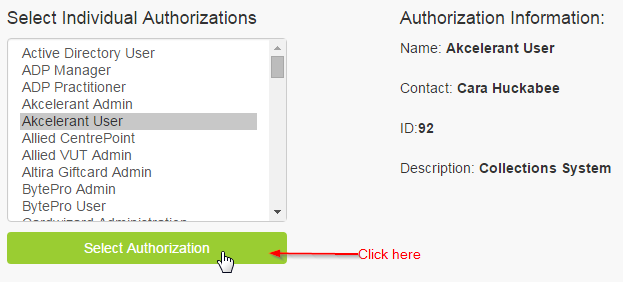 Select Individual Authorizations
Active Directory User
ADP Manager
ADP Practitioner
Akcelerant Admin
Akcelerant User
Allied CentrePoint
Allied VUT Admin
Altira Giftcard Admin
BytePro Admin
BytePro User
Cardwizard Administration
Select Authorization
Click here
Authorization Information:
Name: Akcelerant User
Contact: Cara Huckabee
ID:92
Description: Collections System